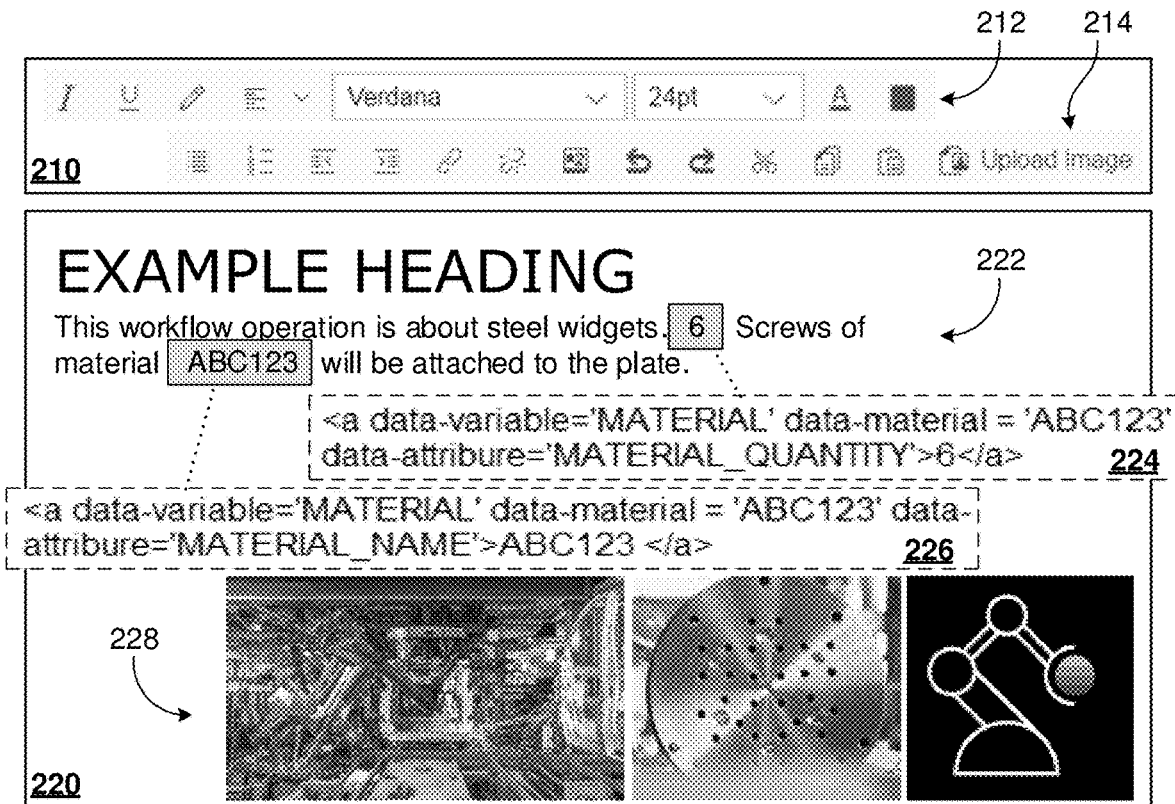 212 214
I U A Verdana 24pt A
210 Upload Image
EXAMPLE HEADING
222
This workflow operation is about steel widgets. 6 Screws of
material ABC123 will be attached to the plate.
<a data-variable='MATERIAL' data-material = 'ABC123'
data-attribure='MATERIAL_QUANTITY'>6</a> 224
<a data-variable='MATERIAL' data-material = 'ABC123' data-
attribure='MATERIAL_NAME'>ABC123 </a> 226
228
220